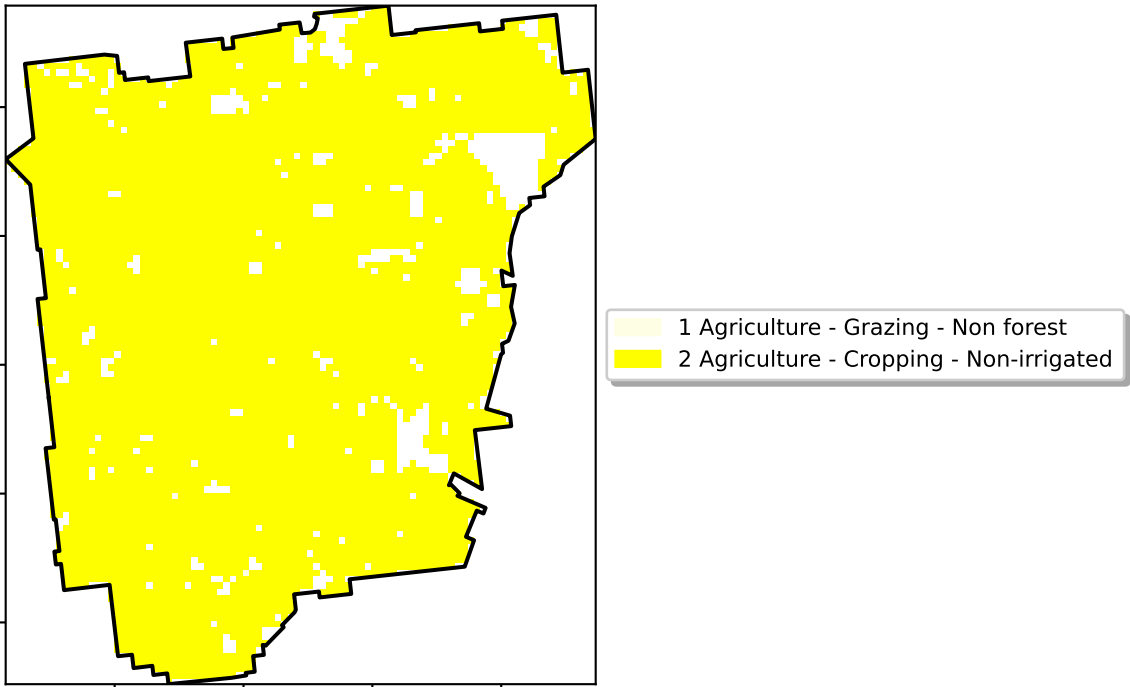 1 Agriculture - Grazing - Non forest
2 Agriculture - Cropping - Non-irrigated